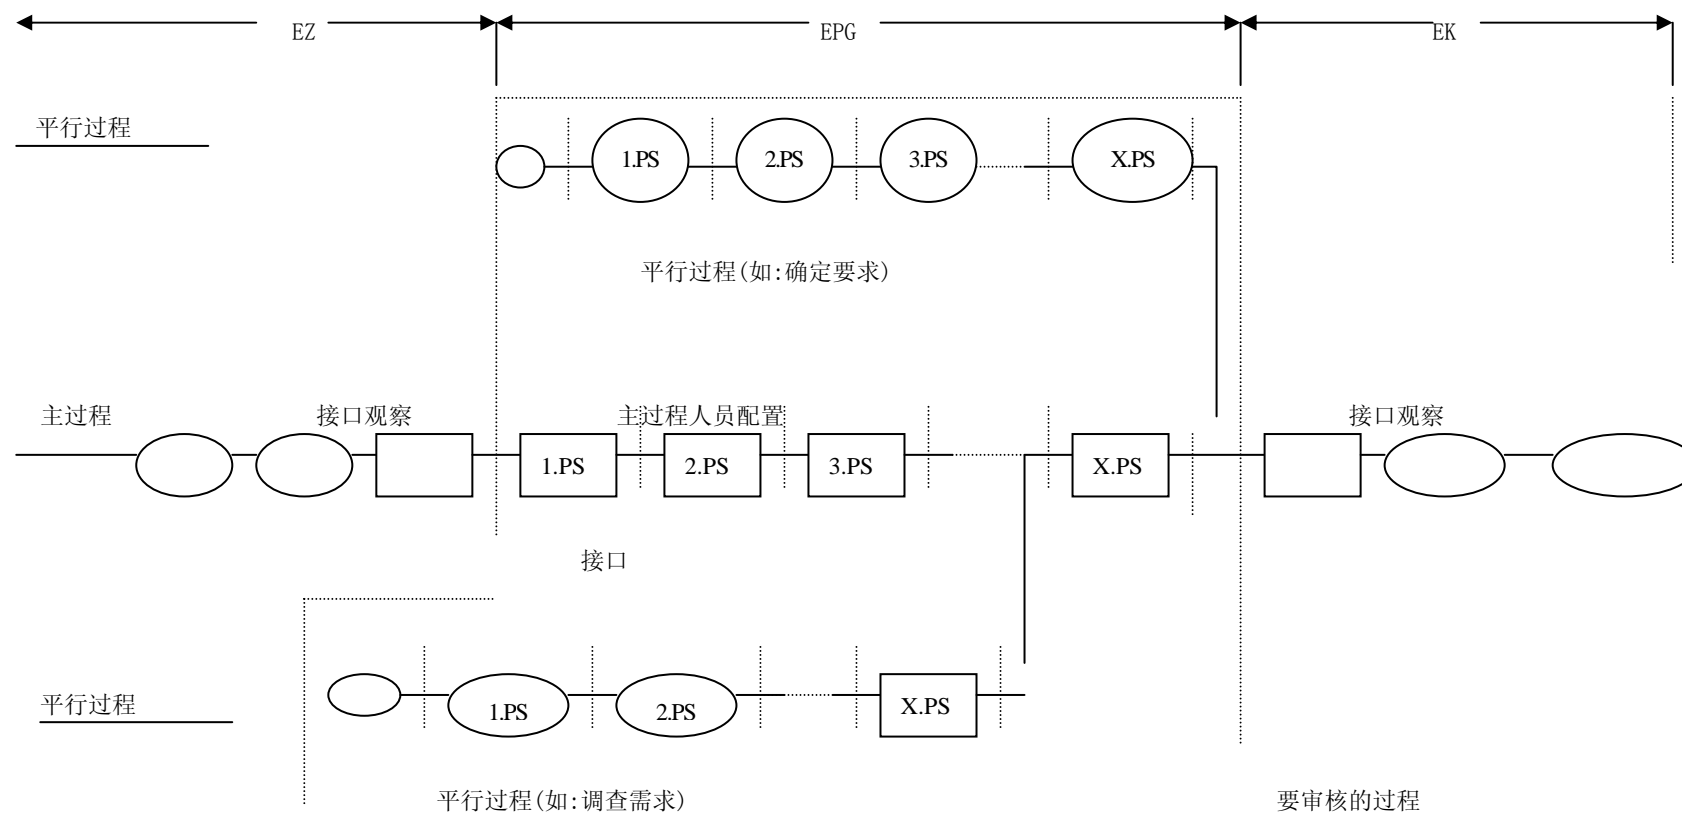 EZ EPG EK
平行过程
1.PS 2.PS 3.PS X.PS
平行过程(如:确定要求)
主过程 接口观察 主过程人员配置 接口观察
1.PS 2.PS 3.PS X.PS
接口
平行过程
1.PS 2.PS X.PS
平行过程(如:调查需求) 要审核的过程